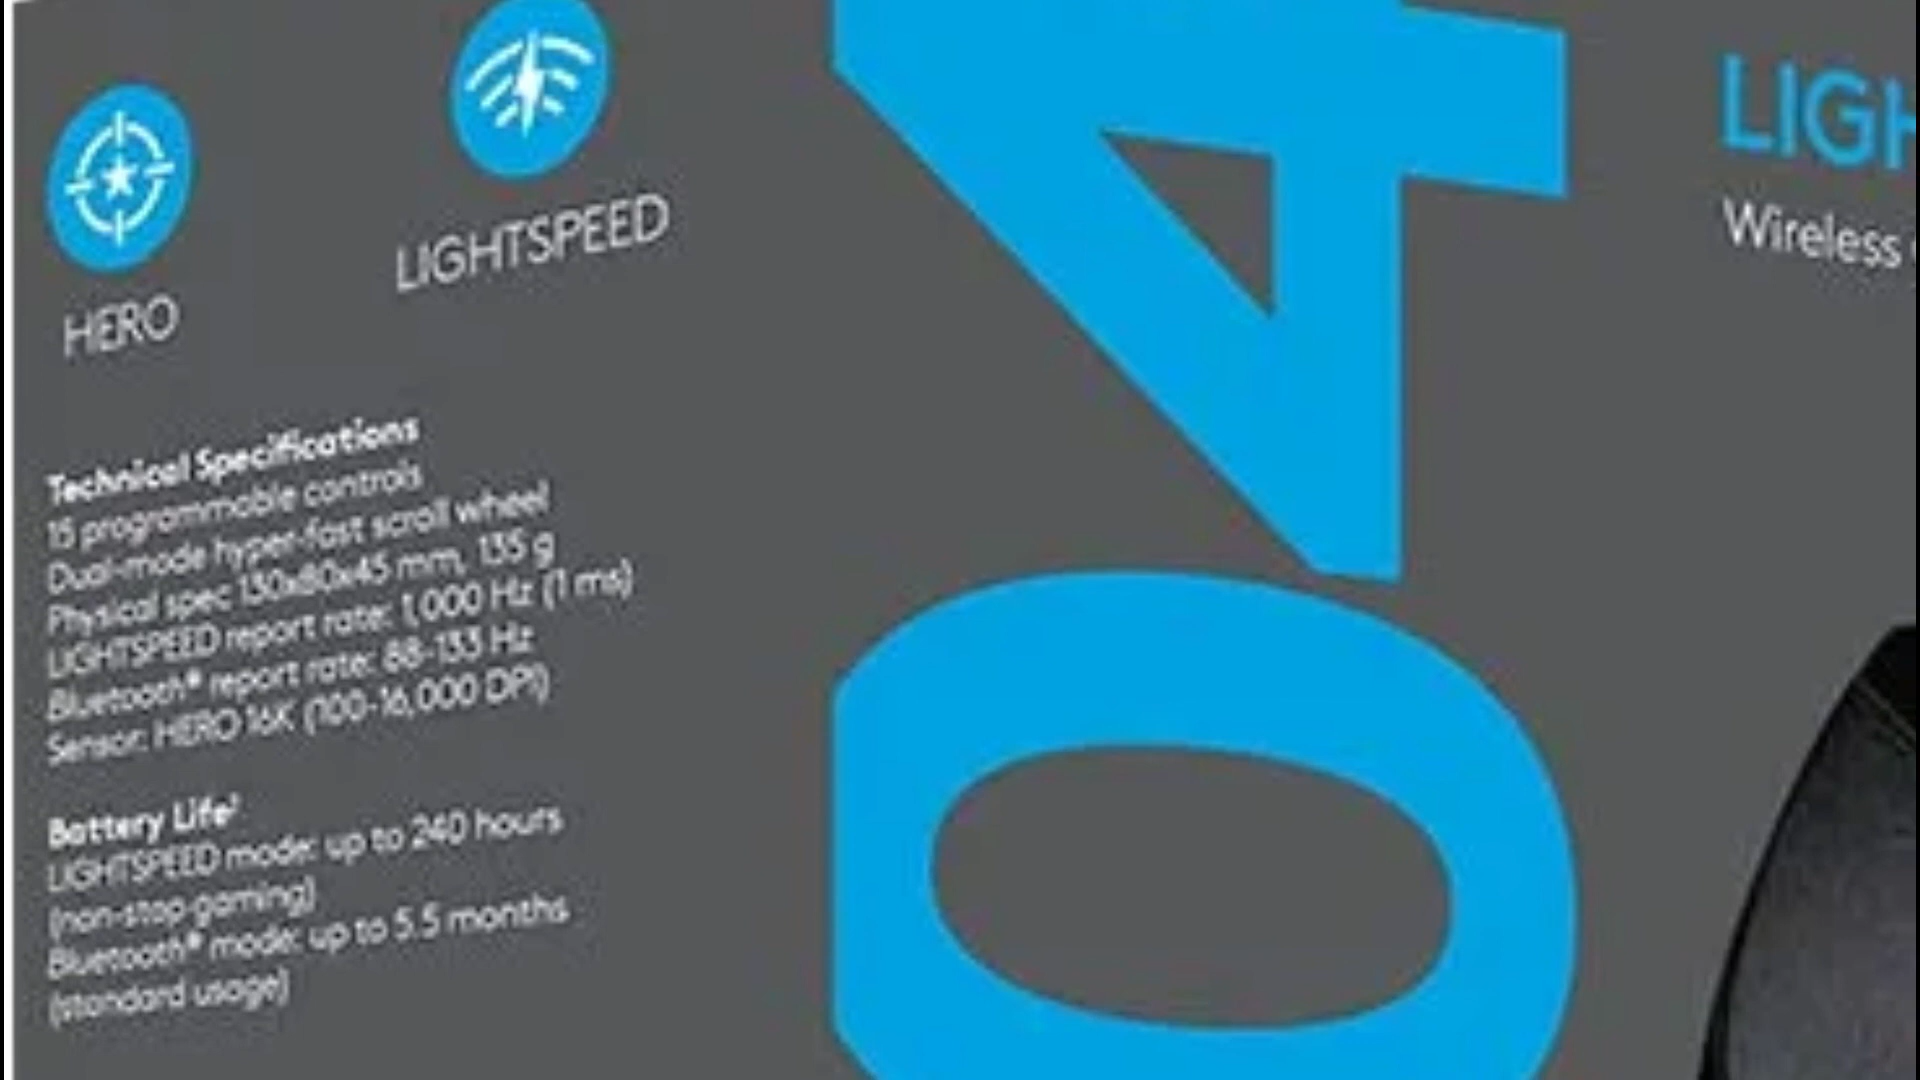 HERO
LIGHTSPEED
Technical Specifications
15 programmable controls
Dual-mode hyper-fast scroll wheel
Physical spec 130x80x45 mm, 135 g
LIGHTSPEED report rate: 1,000 Hz (1 ms)
Bluetooth® report rate: 88-133 Hz
Sensor: HERO 16K (100-16,000 DPI)
Battery Life¹
LIGHTSPEED mode: up to 240 hours
(non-stop gaming)
Bluetooth® mode: up to 5.5 months
(standard usage)
40
LIGH
Wireless